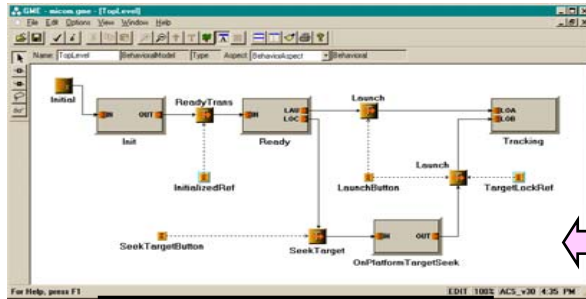 GME - micom.gme - [TopLevel]
File Edit Options View Window Help
Name: TopLevel BehavioralModel Type: Aspect BehaviorAspect Behavioral
Initial
ReadyTrans
Launch
IN OUT
IN LAU
LOC
LOA
LOB
Init
Ready
Tracking
Launch
InitializedRef
LaunchButton
TargetLockRef
IN OUT
SeekTargetButton
SeekTarget
OnPlatformTargetSeek
For Help, press F1
EDIT 100% ACS_v30 4:35 PM